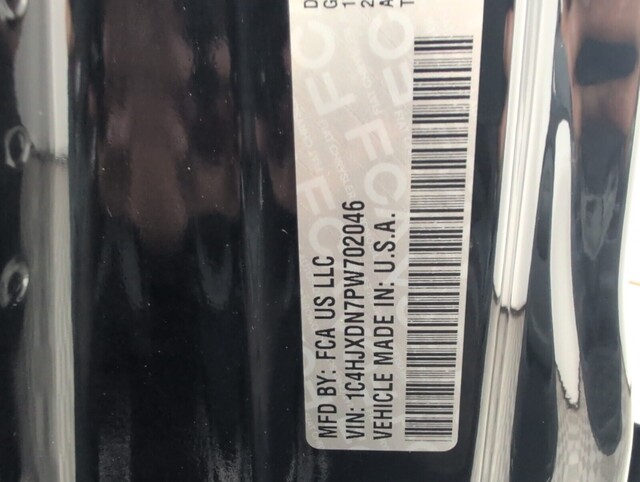 MFD BY: FCA US LLC
VIN: 1C4HJXDN7PW702046
VEHICLE MADE IN: U.S.A.